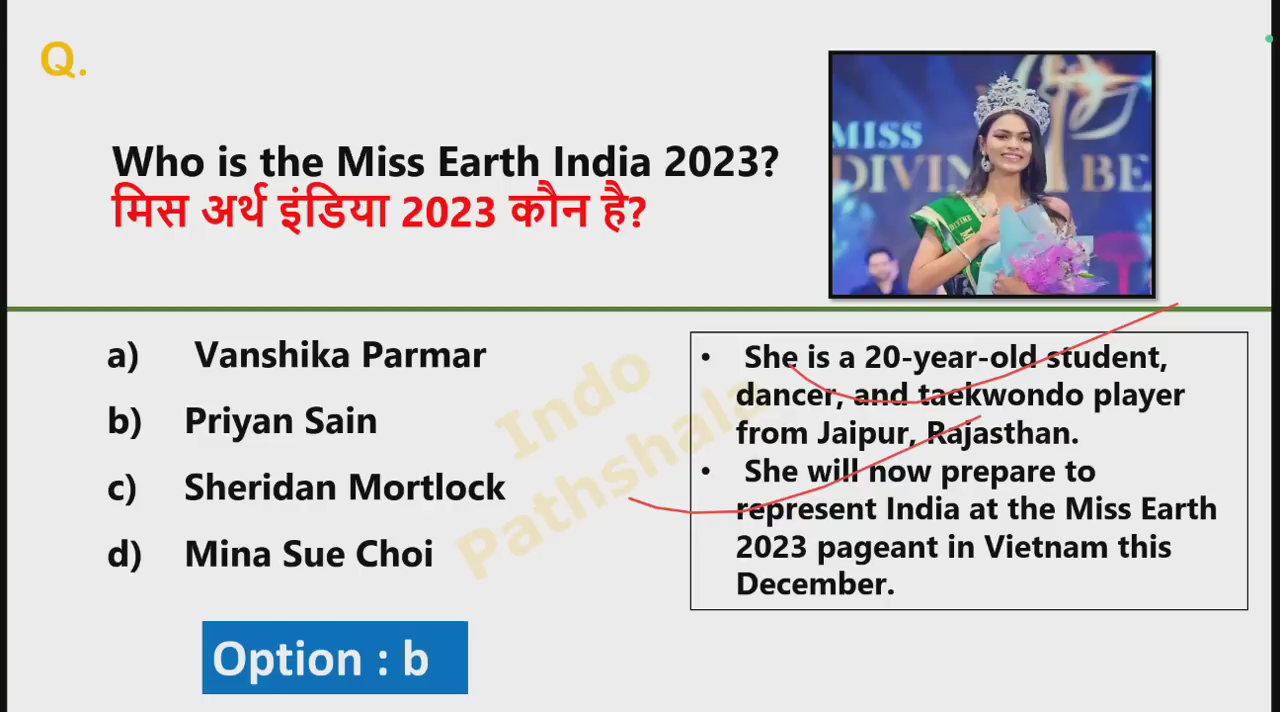 Q.
Who is the Miss Earth India 2023?
मिस अर्थ इंडिया 2023 कौन है?
MISS
DIVIN BE
a) Vanshika Parmar
b) Priyan Sain
c) Sheridan Mortlock
d) Mina Sue Choi
Option : b
• She is a 20-year-old student,
dancer, and taekwondo player
from Jaipur, Rajasthan.
• She will now prepare to
represent India at the Miss Earth
2023 pageant in Vietnam this
December.
Indo
Pathshala